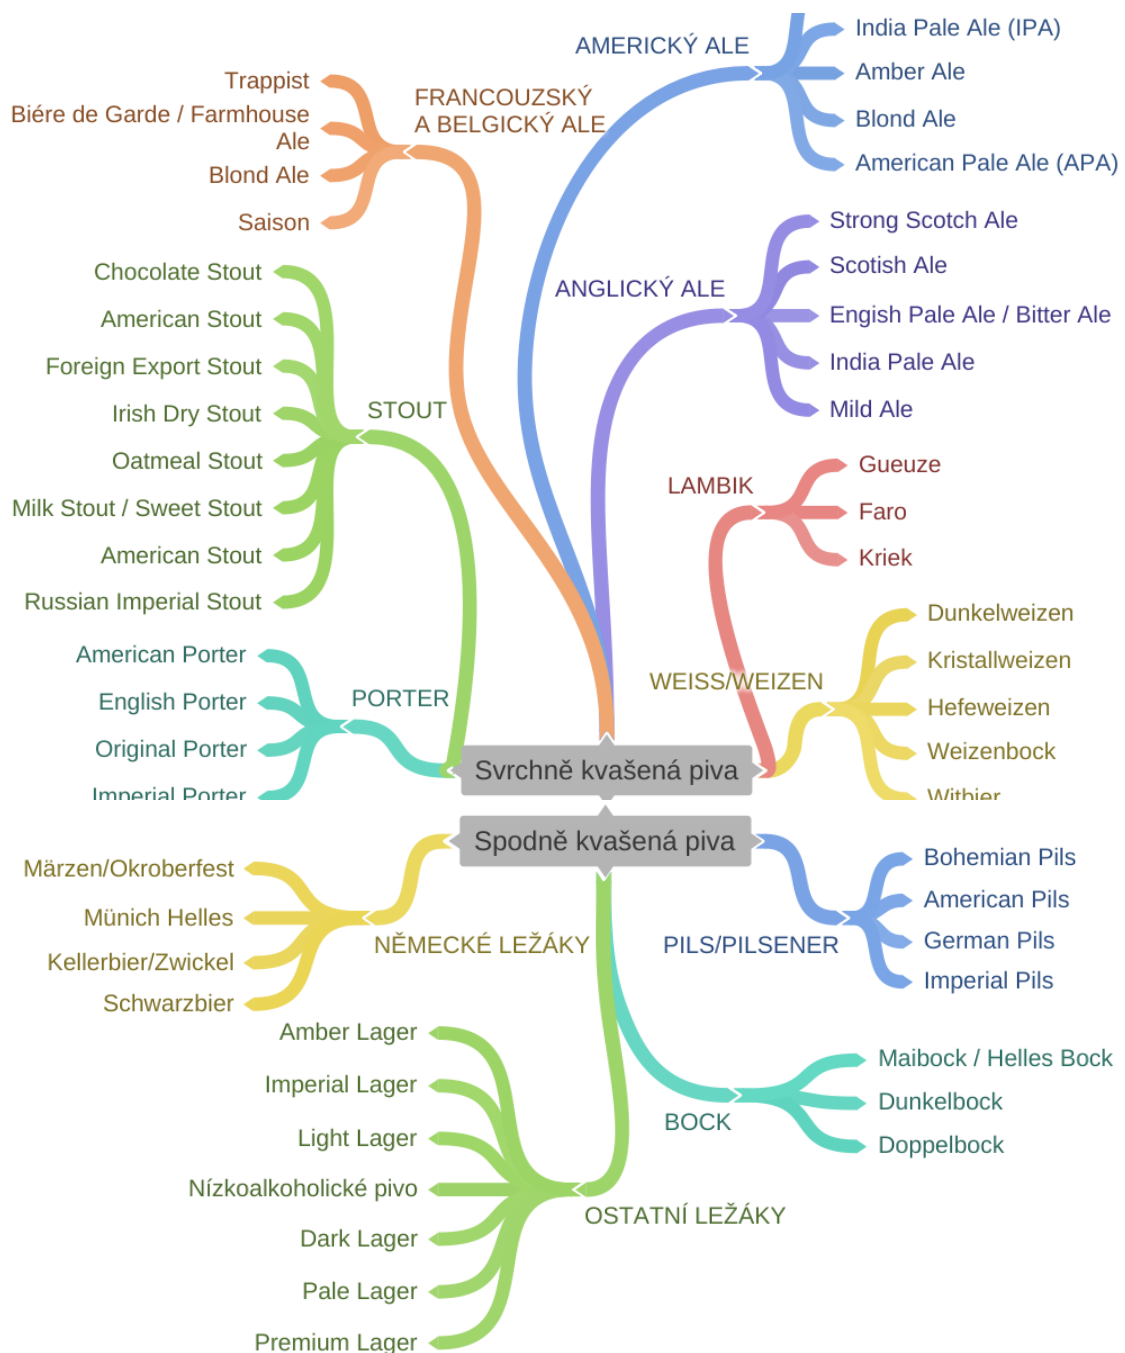 AMERICKÝ ALE
India Pale Ale (IPA)
Amber Ale
Blond Ale
American Pale Ale (APA)
FRANCOUZSKÝ
A BELGICKÝ ALE
Trappist
Biére de Garde / Farmhouse
Ale
Blond Ale
Saison
ANGLICKÝ ALE
Strong Scotch Ale
Scotish Ale
Engish Pale Ale / Bitter Ale
India Pale Ale
Mild Ale
STOUT
Chocolate Stout
American Stout
Foreign Export Stout
Irish Dry Stout
Oatmeal Stout
Milk Stout / Sweet Stout
American Stout
Russian Imperial Stout
LAMBIK
Gueuze
Faro
Kriek
PORTER
American Porter
English Porter
Original Porter
Imperial Porter
WEISS/WEIZEN
Dunkelweizen
Kristallweizen
Hefeweizen
Weizenbock
Witbier
Svrchně kvašená piva
Spodně kvašená piva
NĚMECKÉ LEŽÁKY
Märzen/Okroberfest
Münich Helles
Kellerbier/Zwickel
Schwarzbier
PILS/PILSENER
Bohemian Pils
American Pils
German Pils
Imperial Pils
BOCK
Maibock / Helles Bock
Dunkelbock
Doppelbock
OSTATNÍ LEŽÁKY
Amber Lager
Imperial Lager
Light Lager
Nízkoalkoholické pivo
Dark Lager
Pale Lager
Premium Lager